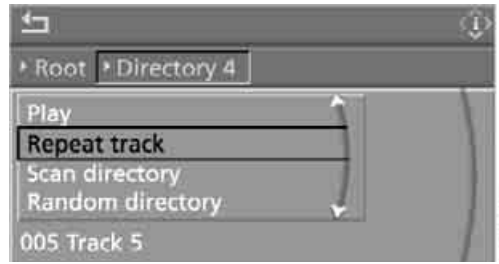 Root Directory 4
Play
Repeat track
Scan directory
Random directory
005 Track 5